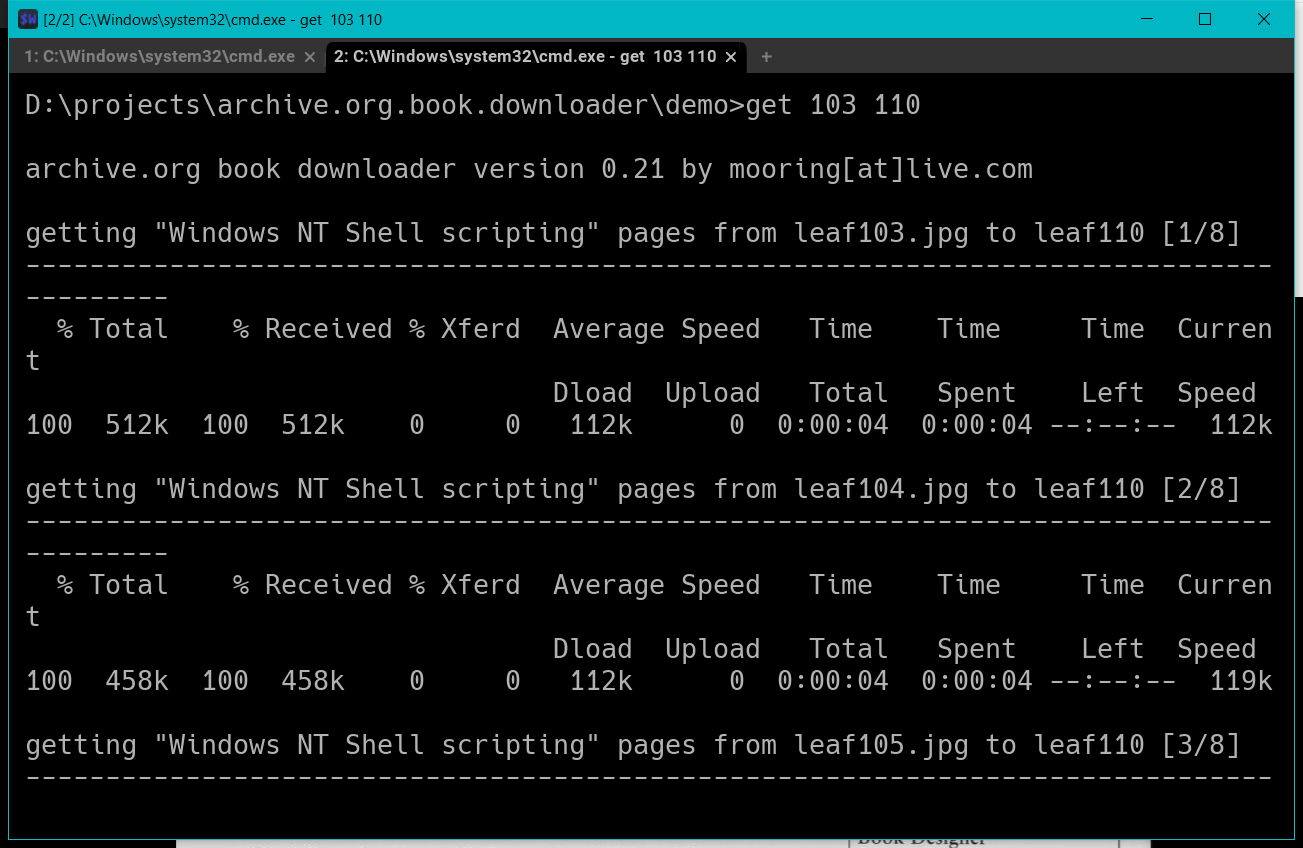 [2/2] C:\Windows\system32\cmd.exe - get  103 110
1: C:\Windows\system32\cmd.exe × 2: C:\Windows\system32\cmd.exe - get  103 110 × +
D:\projects\archive.org.book.downloader\demo>get 103 110
archive.org book downloader version 0.21 by mooring[at]live.com
getting "Windows NT Shell scripting" pages from leaf103.jpg to leaf110 [1/8]
------------------------------------------------------------------------------
---------
  % Total    % Received % Xferd  Average Speed   Time    Time     Time  Curren
t
                                 Dload  Upload   Total   Spent    Left  Speed
100  512k  100  512k    0     0   112k      0  0:00:04  0:00:04 --:--:--  112k
getting "Windows NT Shell scripting" pages from leaf104.jpg to leaf110 [2/8]
------------------------------------------------------------------------------
---------
  % Total    % Received % Xferd  Average Speed   Time    Time     Time  Curren
t
                                 Dload  Upload   Total   Spent    Left  Speed
100  458k  100  458k    0     0   112k      0  0:00:04  0:00:04 --:--:--  119k
getting "Windows NT Shell scripting" pages from leaf105.jpg to leaf110 [3/8]
------------------------------------------------------------------------------
Book Designer